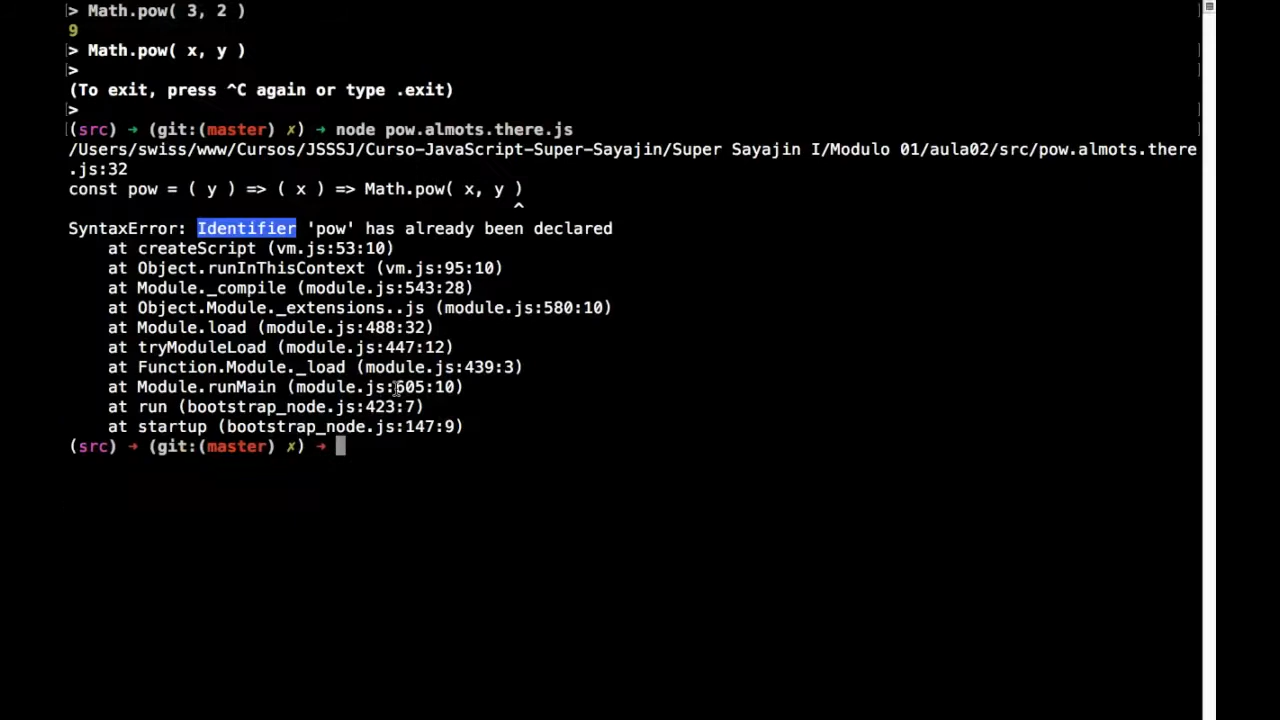 > Math.pow( 3, 2 )
9
> Math.pow( x, y )
>
(To exit, press ^C again or type .exit)
>
(src) ➜ (git:(master) ✗) ➜ node pow.almots.there.js
/Users/swiss/www/Cursos/JSSSJ/Curso-JavaScript-Super-Sayajin/Super Sayajin I/Modulo 01/aula02/src/pow.almots.there
.js:32
const pow = ( y ) => ( x ) => Math.pow( x, y )
^
SyntaxError: Identifier 'pow' has already been declared
at createScript (vm.js:53:10)
at Object.runInThisContext (vm.js:95:10)
at Module._compile (module.js:543:28)
at Object.Module._extensions..js (module.js:580:10)
at Module.load (module.js:488:32)
at tryModuleLoad (module.js:447:12)
at Function.Module._load (module.js:439:3)
at Module.runMain (module.js:605:10)
at run (bootstrap_node.js:423:7)
at startup (bootstrap_node.js:147:9)
(src) ➜ (git:(master) ✗) ➜